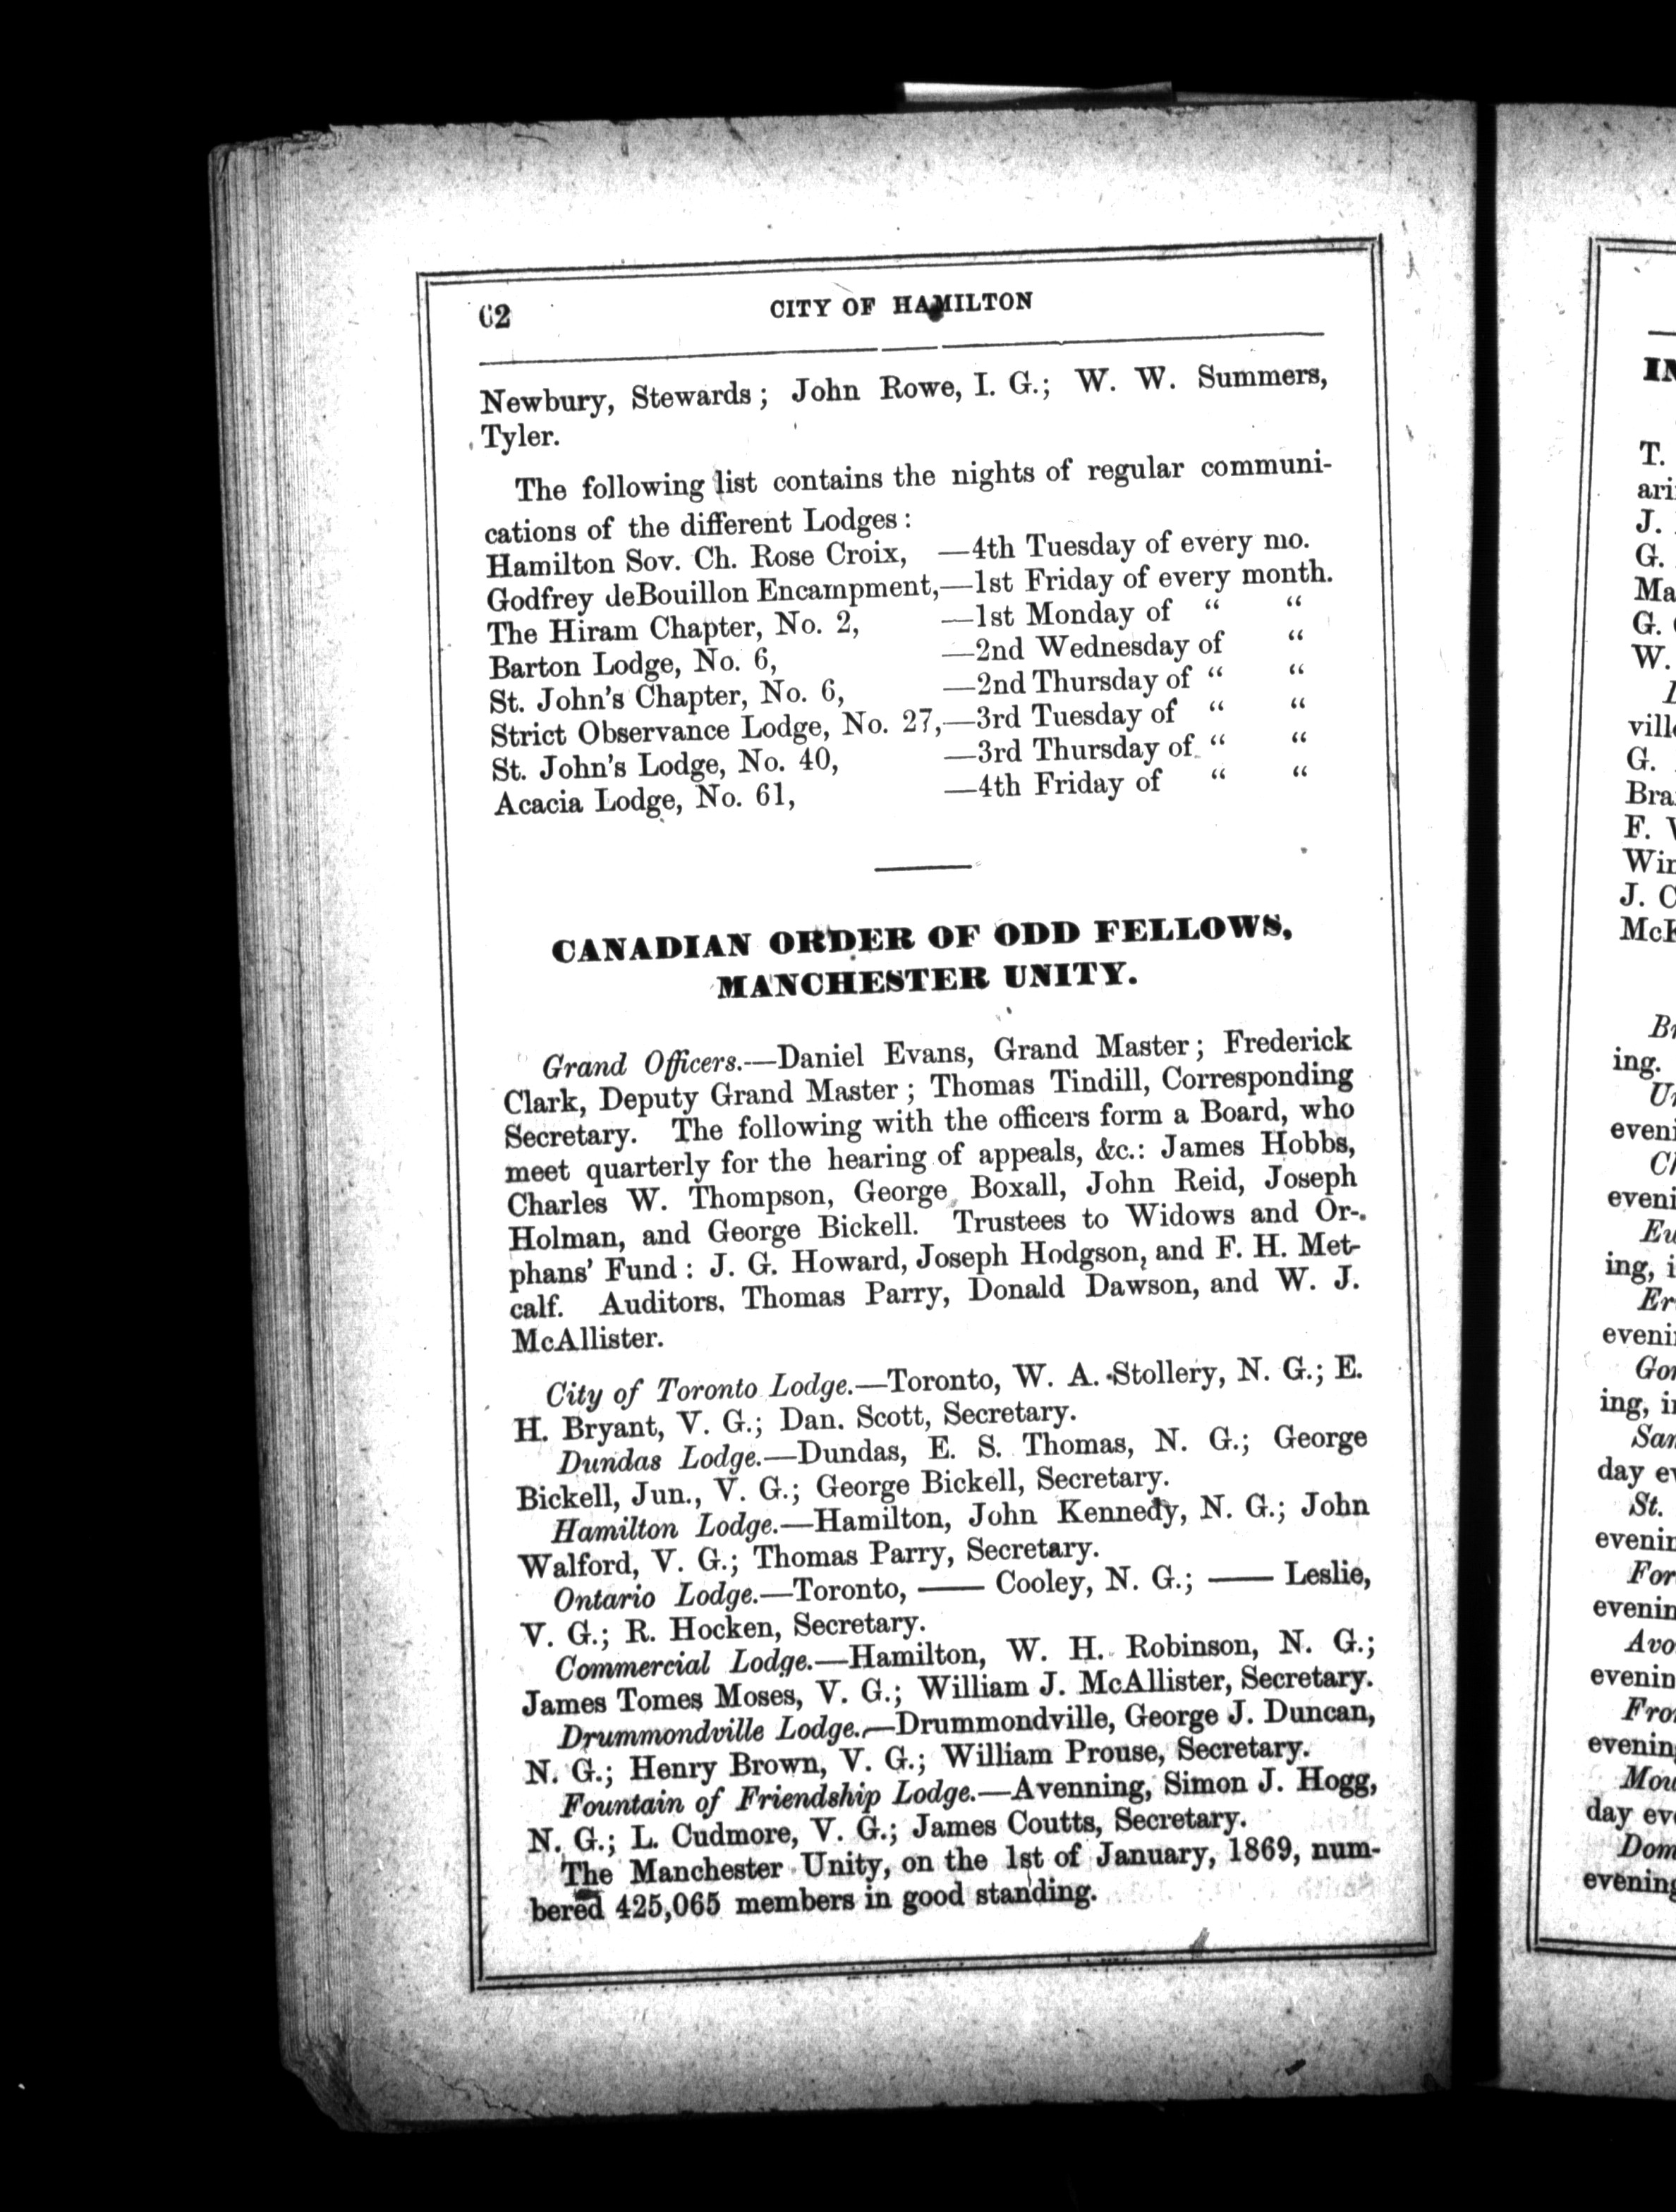 62
CITY OF HAMILTON
Newbury, Stewards; John Rowe, I. G.; W. W. Summers,
Tyler.
The following list contains the nights of regular communi-
cations of the different Lodges:
Hamilton Sov. Ch. Rose Croix, —4th Tuesday of every mo.
Godfrey deBouillon Encampment,—1st Friday of every month.
The Hiram Chapter, No. 2, —1st Monday of “ “
Barton Lodge, No. 6, —2nd Wednesday of “
St. John's Chapter, No. 6, —2nd Thursday of “ “
Strict Observance Lodge, No. 27,—3rd Tuesday of “ “
St. John's Lodge, No. 40, —3rd Thursday of “ “
Acacia Lodge, No. 61, —4th Friday of “ “
CANADIAN ORDER OF ODD FELLOWS,
MANCHESTER UNITY.
Grand Officers.—Daniel Evans, Grand Master; Frederick
Clark, Deputy Grand Master; Thomas Tindill, Corresponding
Secretary. The following with the officers form a Board, who
meet quarterly for the hearing of appeals, &c.: James Hobbs,
Charles W. Thompson, George Boxall, John Reid, Joseph
Holman, and George Bickell. Trustees to Widows and Or-
phans' Fund: J. G. Howard, Joseph Hodgson, and F. H. Met-
calf. Auditors, Thomas Parry, Donald Dawson, and W. J.
McAllister.
City of Toronto Lodge.—Toronto, W. A. Stollery, N. G.; E.
H. Bryant, V. G.; Dan. Scott, Secretary.
Dundas Lodge.—Dundas, E. S. Thomas, N. G.; George
Bickell, Jun., V. G.; George Bickell, Secretary.
Hamilton Lodge.—Hamilton, John Kennedy, N. G.; John
Walford, V. G.; Thomas Parry, Secretary.
Ontario Lodge.—Toronto, —— Cooley, N. G.; —— Leslie,
V. G.; R. Hocken, Secretary.
Commercial Lodge.—Hamilton, W. H. Robinson, N. G.;
James Tomes Moses, V. G.; William J. McAllister, Secretary.
Drummondville Lodge.—Drummondville, George J. Duncan,
N. G.; Henry Brown, V. G.; William Prouse, Secretary.
Fountain of Friendship Lodge.—Avenning, Simon J. Hogg,
N. G.; L. Cudmore, V. G.; James Coutts, Secretary.
The Manchester Unity, on the 1st of January, 1869, num-
bered 425,065 members in good standing.
T.
J.
G.
G.
W.
G.
J. C
ing.
ing, i
St.